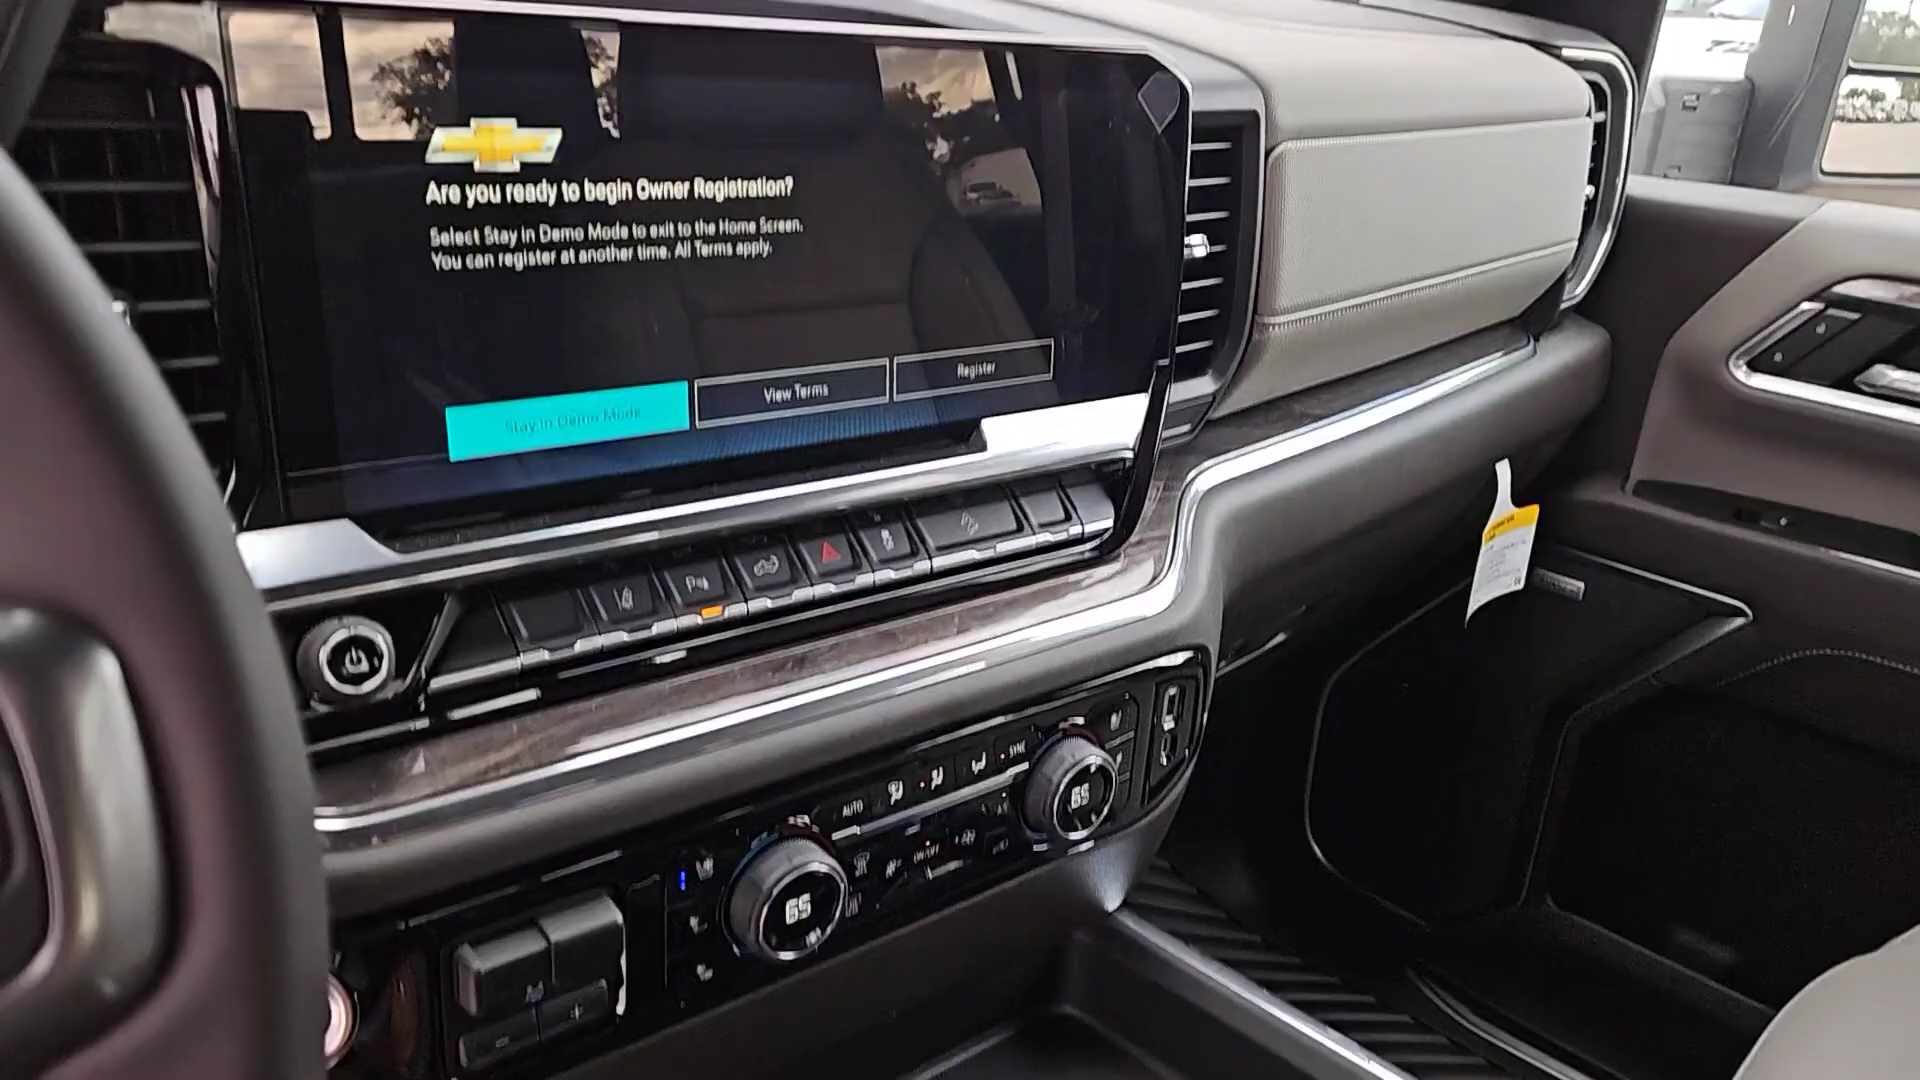 Are you ready to begin Owner Registration?
Select Stay in Demo Mode to exit to the Home Screen.
You can register at another time. All Terms apply.
Stay in Demo Mode
View Terms
Register
AUTO
SYNC
65
ON/OFF
65